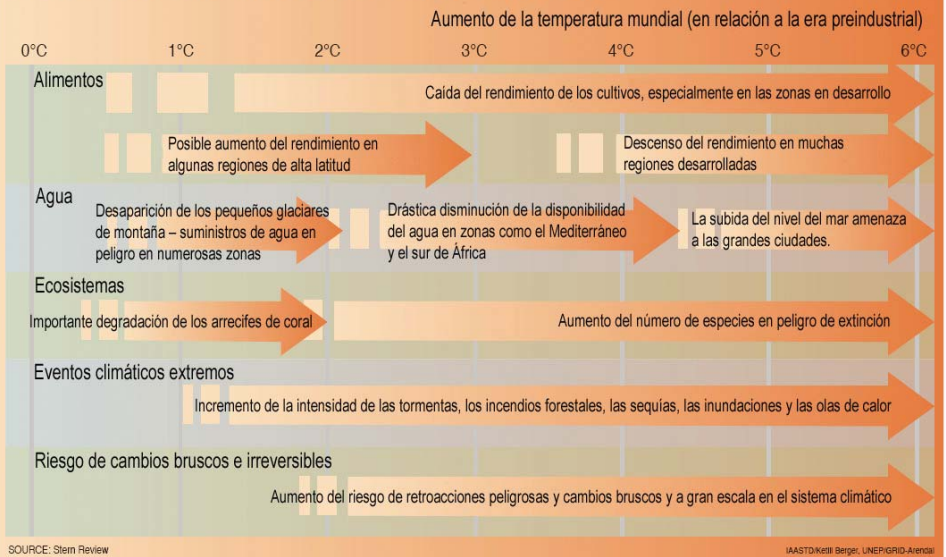 Aumento de la temperatura mundial (en relación a la era preindustrial)
0°C 1°C 2°C 3°C 4°C 5°C 6°C
Alimentos
Caída del rendimiento de los cultivos, especialmente en las zonas en desarrollo
Posible aumento del rendimiento en
algunas regiones de alta latitud
Descenso del rendimiento en muchas
regiones desarrolladas
Agua
Desaparición de los pequeños glaciares
de montaña – suministros de agua en
peligro en numerosas zonas
Drástica disminución de la disponibilidad
del agua en zonas como el Mediterráneo
y el sur de África
La subida del nivel del mar amenaza
a las grandes ciudades.
Ecosistemas
Importante degradación de los arrecifes de coral
Aumento del número de especies en peligro de extinción
Eventos climáticos extremos
Incremento de la intensidad de las tormentas, los incendios forestales, las sequías, las inundaciones y las olas de calor
Riesgo de cambios bruscos e irreversibles
Aumento del riesgo de retroacciones peligrosas y cambios bruscos y a gran escala en el sistema climático
SOURCE: Stern Review
IAASTD/Ketill Berger, UNEP/GRID-Arendal